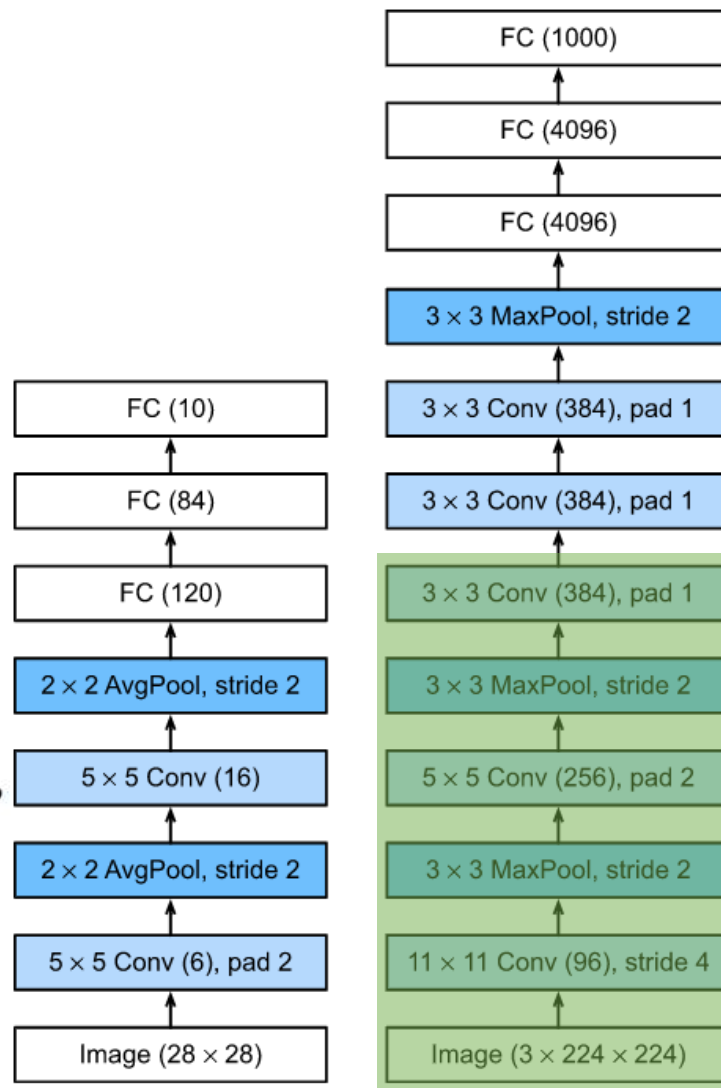 FC (1000)
FC (4096)
FC (4096)
3 × 3 MaxPool, stride 2
3 × 3 Conv (384), pad 1
3 × 3 Conv (384), pad 1
3 × 3 Conv (384), pad 1
3 × 3 MaxPool, stride 2
5 × 5 Conv (256), pad 2
3 × 3 MaxPool, stride 2
11 × 11 Conv (96), stride 4
Image (3 × 224 × 224)
FC (10)
FC (84)
FC (120)
2 × 2 AvgPool, stride 2
5 × 5 Conv (16)
2 × 2 AvgPool, stride 2
5 × 5 Conv (6), pad 2
Image (28 × 28)